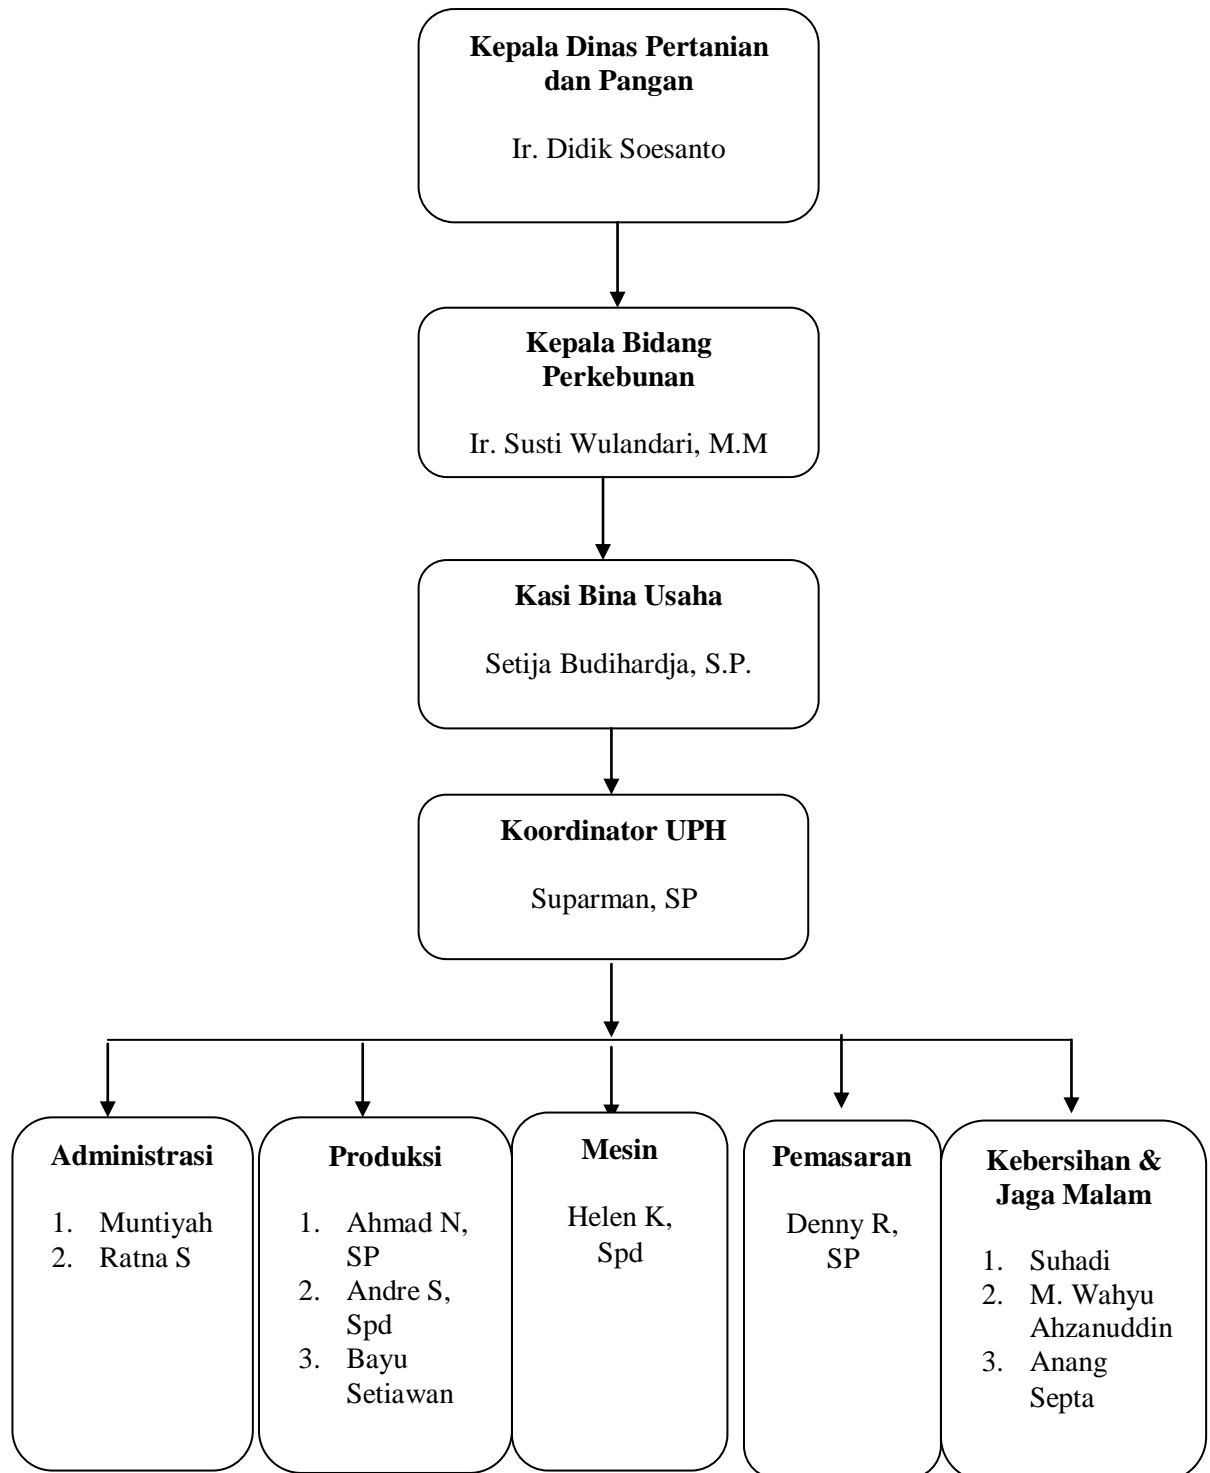 Kepala Dinas Pertanian
dan Pangan
Ir. Didik Soesanto
Kepala Bidang
Perkebunan
Ir. Susti Wulandari, M.M
Kasi Bina Usaha
Setija Budihardja, S.P.
Koordinator UPH
Suparman, SP
Administrasi
1. Muntiyah
2. Ratna S
Produksi
1. Ahmad N,
SP
2. Andre S,
Spd
3. Bayu
Setiawan
Mesin
Helen K,
Spd
Pemasaran
Denny R,
SP
Kebersihan &
Jaga Malam
1. Suhadi
2. M. Wahyu
Ahzanuddin
3. Anang
Septa